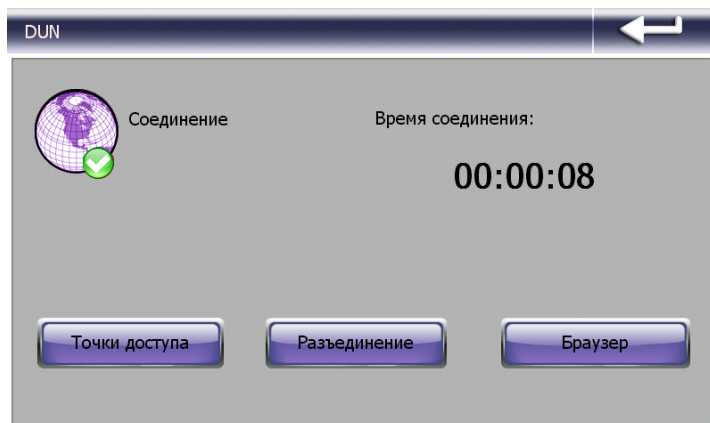 DUN
Соединение
Время соединения:
00:00:08
Точки доступа
Разъединение
Браузер